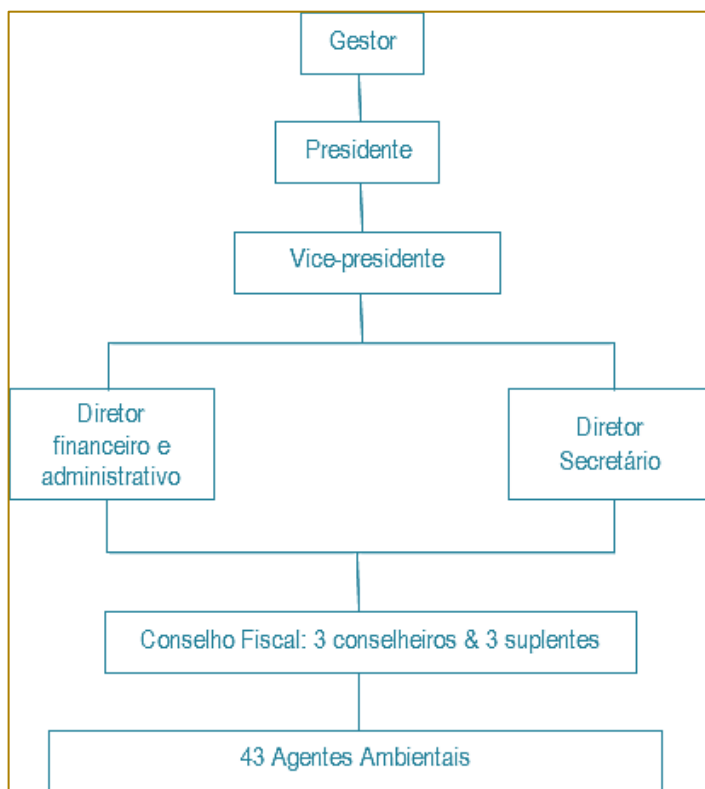 Gestor
Presidente
Vice-presidente
Diretor
financeiro e
administrativo
Diretor
Secretário
Conselho Fiscal: 3 conselheiros & 3 suplentes
43 Agentes Ambientais